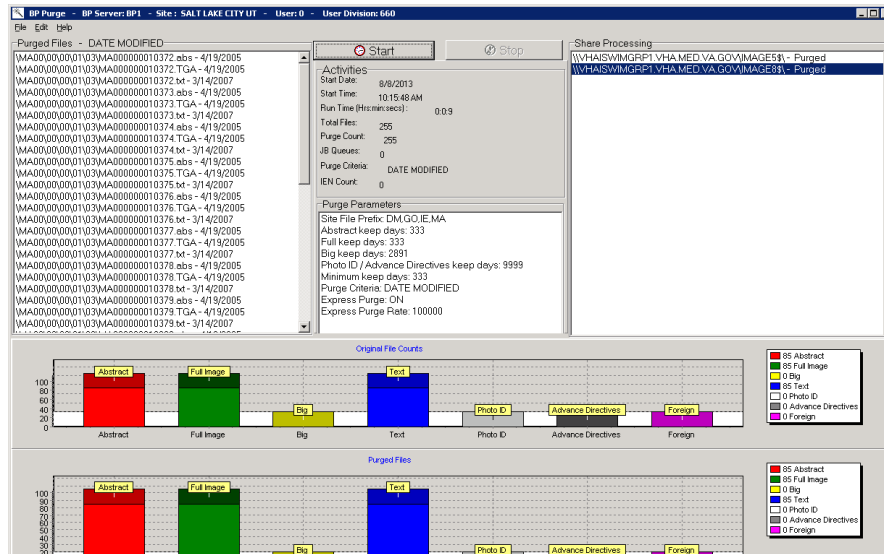 BP Purge - BP Server: BP1 - Site : SALT LAKE CITY UT - User: 0 - User Division: 660
File Edit Help
Purged Files - DATE MODIFIED
\MA00\00\00\01\03\MA000000010372.abs - 4/19/2005
\MA00\00\00\01\03\MA000000010372.TGA - 4/19/2005
\MA00\00\00\01\03\MA000000010372.txt - 3/14/2007
\MA00\00\00\01\03\MA000000010373.abs - 4/19/2005
\MA00\00\00\01\03\MA000000010373.TGA - 4/19/2005
\MA00\00\00\01\03\MA000000010373.txt - 3/14/2007
\MA00\00\00\01\03\MA000000010374.abs - 4/19/2005
\MA00\00\00\01\03\MA000000010374.TGA - 4/19/2005
\MA00\00\00\01\03\MA000000010374.txt - 3/14/2007
\MA00\00\00\01\03\MA000000010375.abs - 4/19/2005
\MA00\00\00\01\03\MA000000010375.TGA - 4/19/2005
\MA00\00\00\01\03\MA000000010375.txt - 3/14/2007
\MA00\00\00\01\03\MA000000010376.abs - 4/19/2005
\MA00\00\00\01\03\MA000000010376.TGA - 4/19/2005
\MA00\00\00\01\03\MA000000010376.txt - 3/14/2007
\MA00\00\00\01\03\MA000000010377.abs - 4/19/2005
\MA00\00\00\01\03\MA000000010377.TGA - 4/19/2005
\MA00\00\00\01\03\MA000000010377.txt - 3/14/2007
\MA00\00\00\01\03\MA000000010378.abs - 4/19/2005
\MA00\00\00\01\03\MA000000010378.TGA - 4/19/2005
\MA00\00\00\01\03\MA000000010378.txt - 3/14/2007
\MA00\00\00\01\03\MA000000010379.abs - 4/19/2005
\MA00\00\00\01\03\MA000000010379.TGA - 4/19/2005
\MA00\00\00\01\03\MA000000010379.txt - 3/14/2007
Start
Stop
Activities
Start Date: 8/8/2013
Start Time: 10:15:48 AM
Run Time (Hrs:min:secs) : 0:0:9
Total Files: 255
Purge Count: 255
JB Queues: 0
Purge Criteria: DATE MODIFIED
IEN Count: 0
Purge Parameters
Site File Prefix: DM,GO,IE,MA
Abstract keep days: 333
Full keep days: 333
Big keep days: 2891
Photo ID / Advance Directives keep days: 9999
Minimum keep days: 333
Purge Criteria: DATE MODIFIED
Express Purge: ON
Express Purge Rate: 100000
Share Processing
\\VHAISWIMGRP1.VHA.MED.VA.GOV\IMAGE5$\ - Purged
\\VHAISWIMGRP1.VHA.MED.VA.GOV\IMAGE8$\ - Purged
Original File Counts
100
80
60
40
20
0
Abstract Full Image Big Text Photo ID Advance Directives Foreign
Abstract Full Image Big Text Photo ID Advance Directives Foreign
85 Abstract
85 Full Image
0 Big
85 Text
0 Photo ID
0 Advance Directives
0 Foreign
Purged Files
100
90
80
70
60
50
40
30
20
Abstract Full Image Big Text Photo ID Advance Directives Foreign
85 Abstract
85 Full Image
0 Big
85 Text
0 Photo ID
0 Advance Directives
0 Foreign